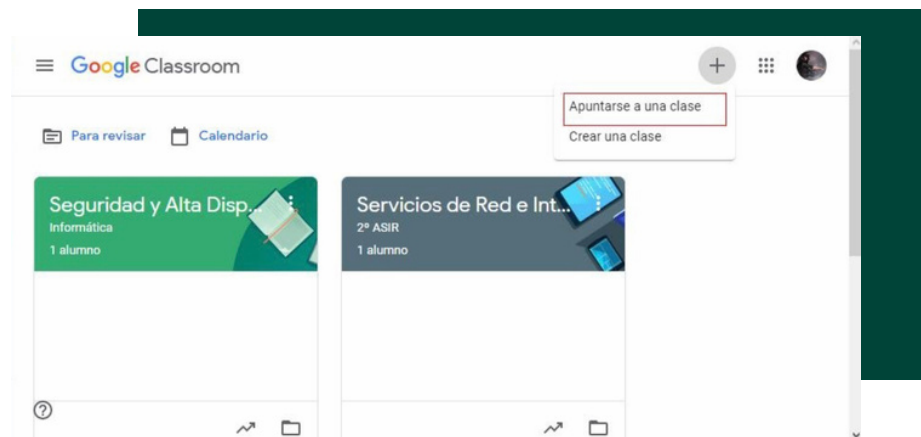 Google Classroom
Apuntarse a una clase
Crear una clase
Para revisar
Calendario
Seguridad y Alta Disp...
Informática
1 alumno
Servicios de Red e Int...
2º ASIR
1 alumno